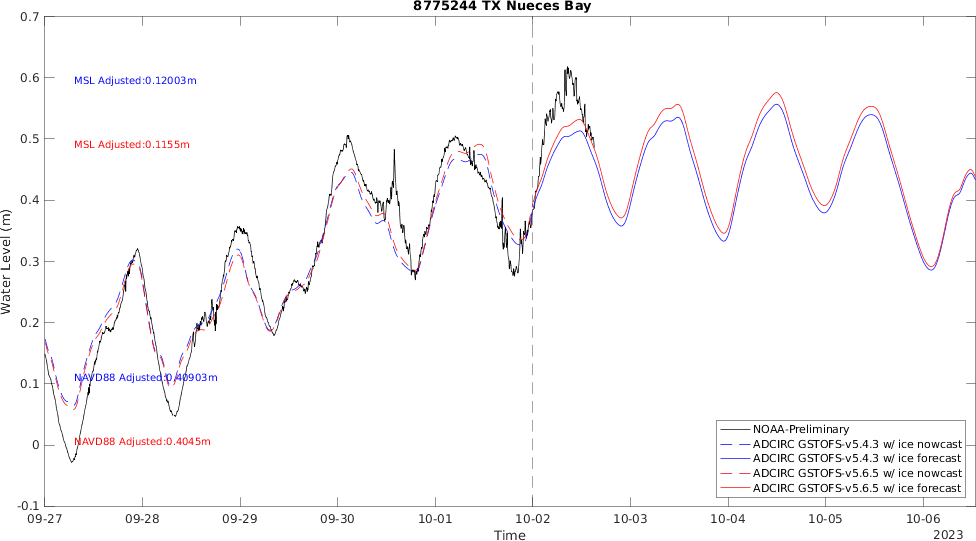 8775244 TX Nueces Bay
0.7
0.6
0.5
0.4
0.3
0.2
0.1
0
-0.1
Water Level (m)
MSL Adjusted:0.12003m
MSL Adjusted:0.1155m
NAVD88 Adjusted:0.40903m
NAVD88 Adjusted:0.4045m
NOAA-Preliminary
ADCIRC GSTOFS-v5.4.3 w/ ice nowcast
ADCIRC GSTOFS-v5.4.3 w/ ice forecast
ADCIRC GSTOFS-v5.6.5 w/ ice nowcast
ADCIRC GSTOFS-v5.6.5 w/ ice forecast
09-27 09-28 09-29 09-30 10-01 10-02 10-03 10-04 10-05 10-06
Time
2023